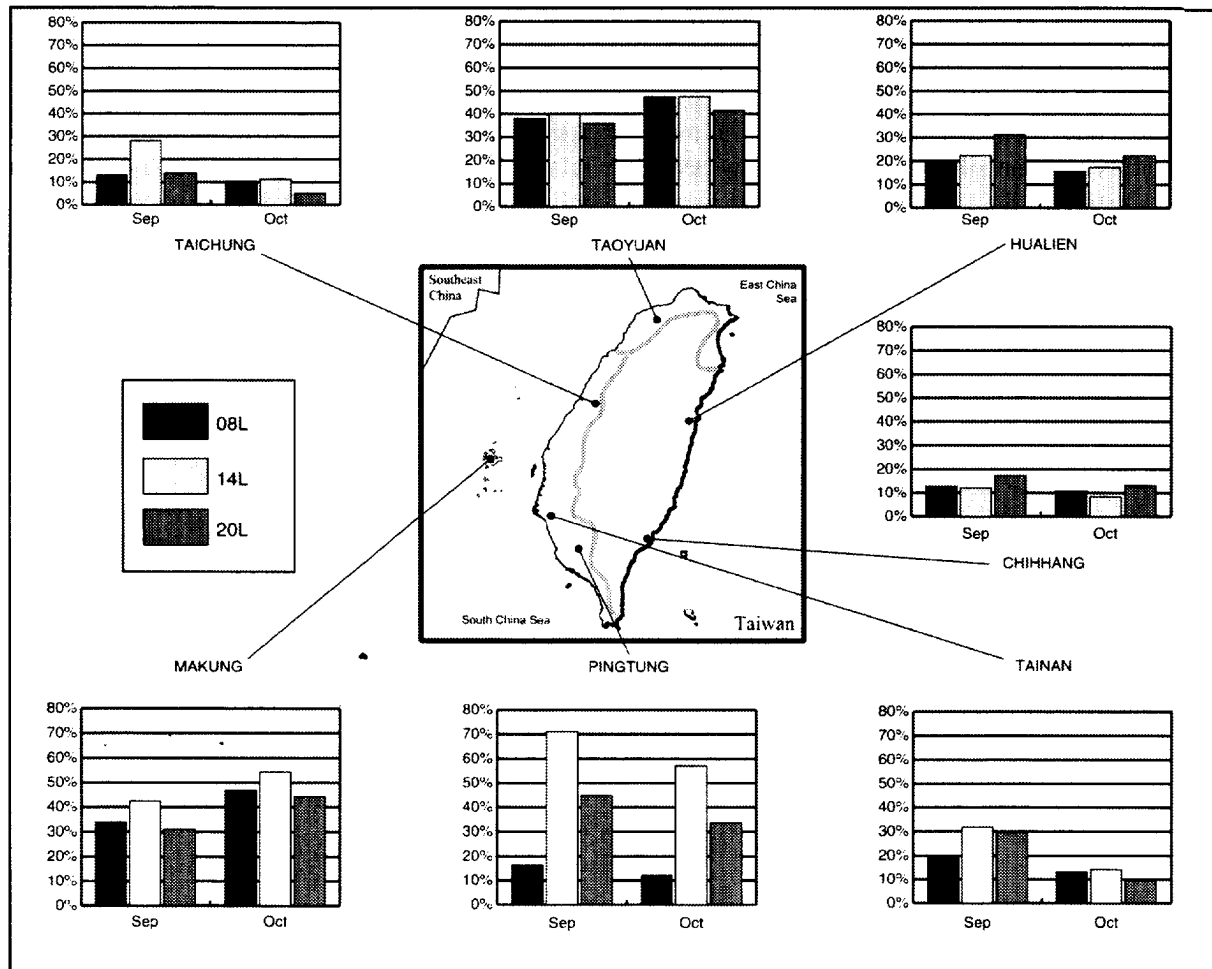 80%
70%
60%
50%
40%
30%
20%
10%
0%
Sep Oct
TAICHUNG
80%
70%
60%
50%
40%
30%
20%
10%
0%
Sep Oct
TAOYUAN
80%
70%
60%
50%
40%
30%
20%
10%
0%
Sep Oct
HUALIEN
Southeast
China
East China
Sea
South China Sea
Taiwan
08L
14L
20L
80%
70%
60%
50%
40%
30%
20%
10%
0%
Sep Oct
CHIHHANG
MAKUNG
80%
70%
60%
50%
40%
30%
20%
10%
0%
Sep Oct
PINGTUNG
80%
70%
60%
50%
40%
30%
20%
10%
0%
Sep Oct
TAINAN
80%
70%
60%
50%
40%
30%
20%
10%
0%
Sep Oct